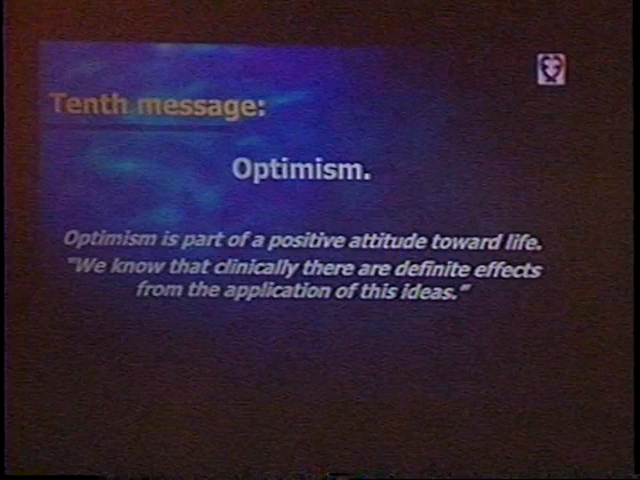 Tenth message:
Optimism.
Optimism is part of a positive attitude toward life.
"We know that clinically there are definite effects
from the application of this ideas."